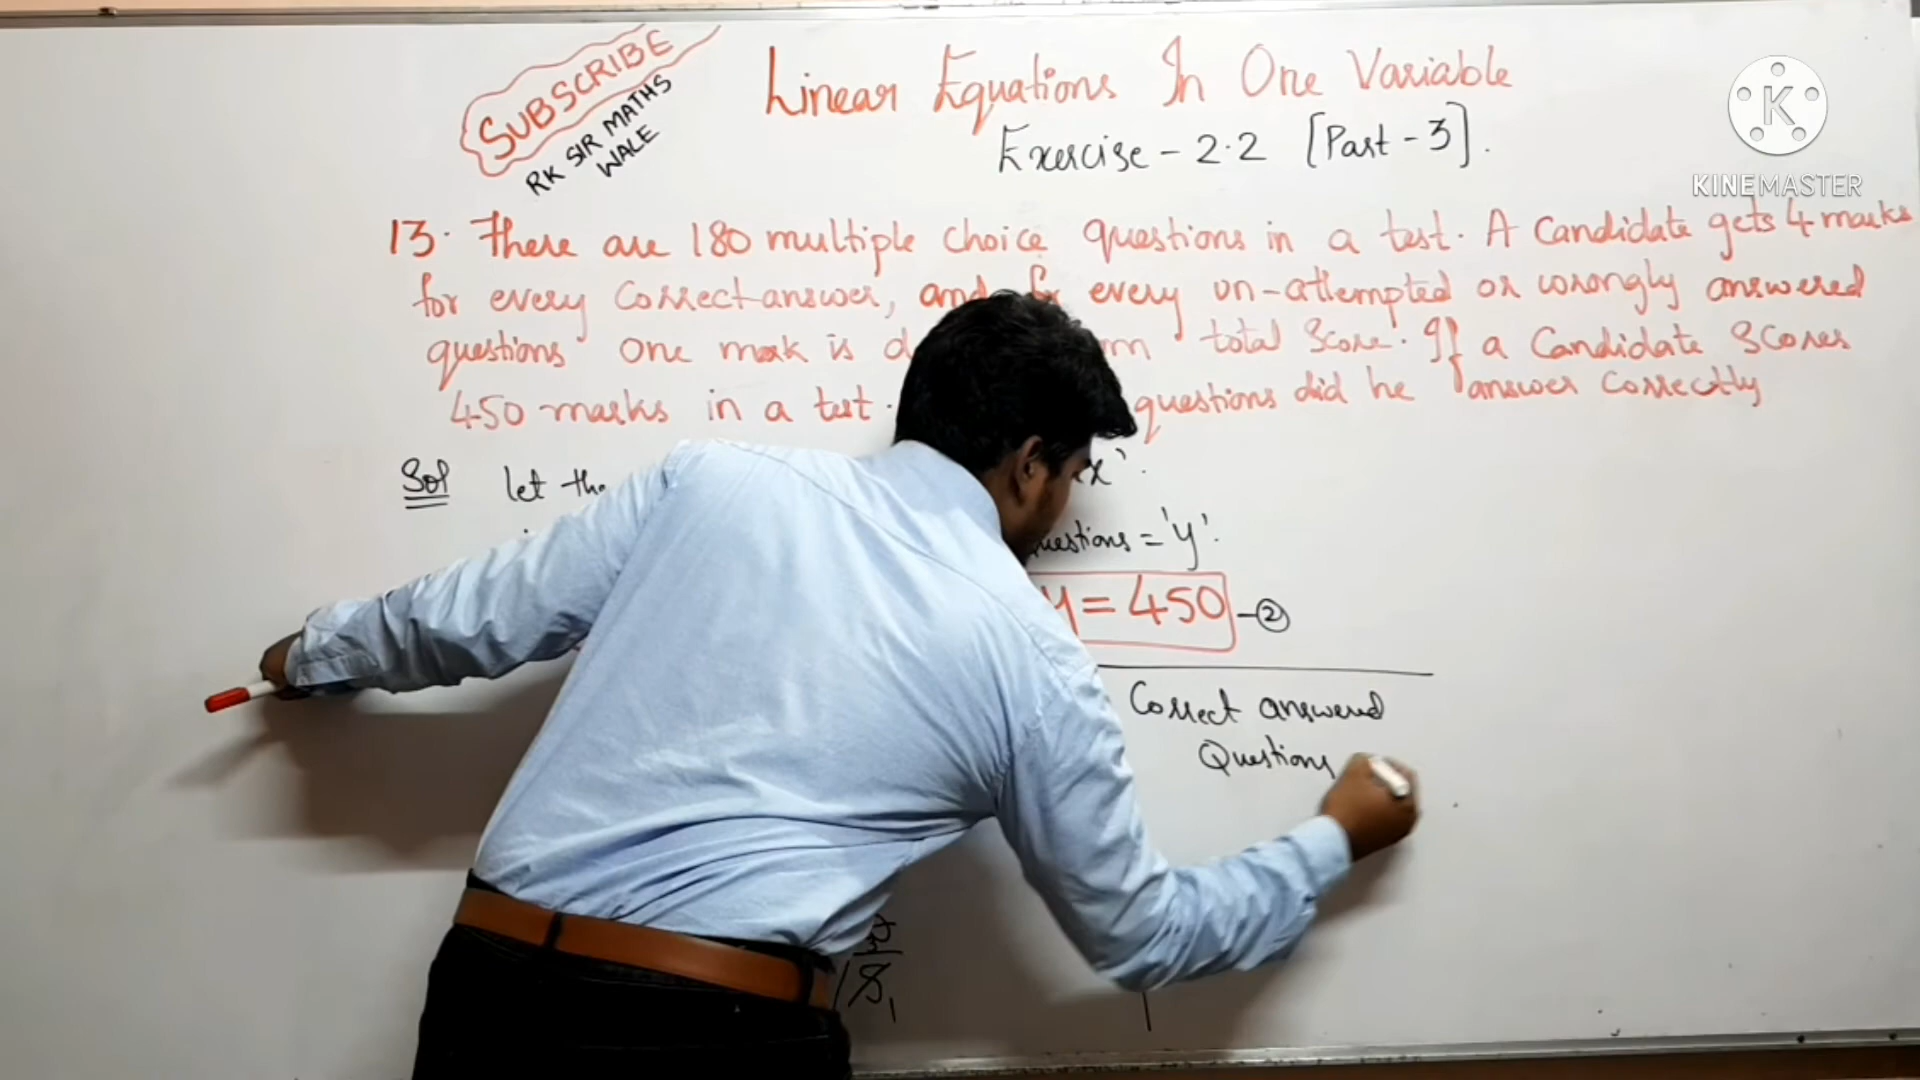 SUBSCRIBE
RK SIR MATHS
WALE
Linear Equations In One Variable
Exercise - 2.2 [Part - 3].
K
KINEMASTER
13. There are 180 multiple choice questions in a test. A Candidate gets 4 marks
for every Correct answer, and for every un-attempted or wrongly answered
questions one mark is total Score. If a Candidate Scores
450 marks in a test. questions did he answer Correctly
Sol let the 'x'.
questions = 'y'.
y = 450 - ②
Correct answered
Questions